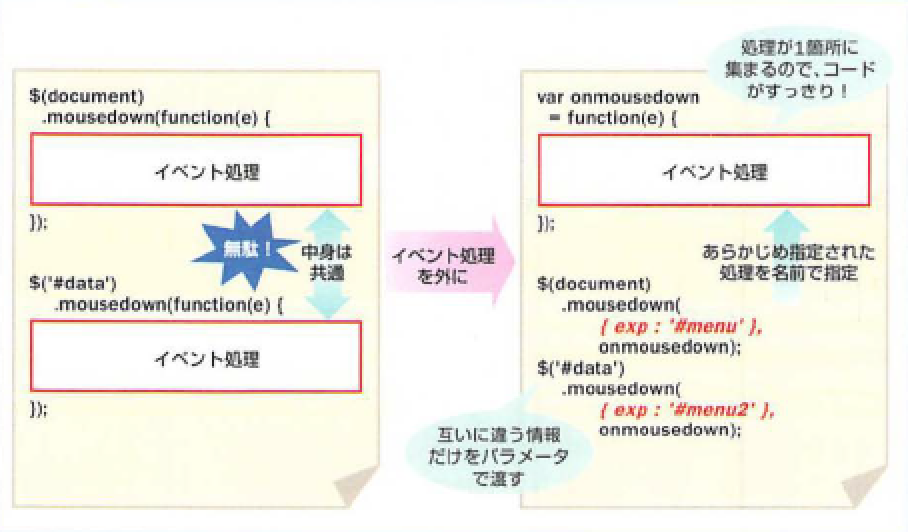 $(document)
.mousedown(function(e) {
イベント処理
});
無駄！
中身は
共通
$('#data')
.mousedown(function(e) {
イベント処理
});
イベント処理
を外に
処理が1箇所に
集まるので、コード
がすっきり！
var onmousedown
= function(e) {
イベント処理
});
あらかじめ指定された
処理を名前で指定
$(document)
.mousedown(
{ exp : '#menu' },
onmousedown);
$('#data')
.mousedown(
{ exp : '#menu2' },
onmousedown);
互いに違う情報
だけをパラメータ
で渡す